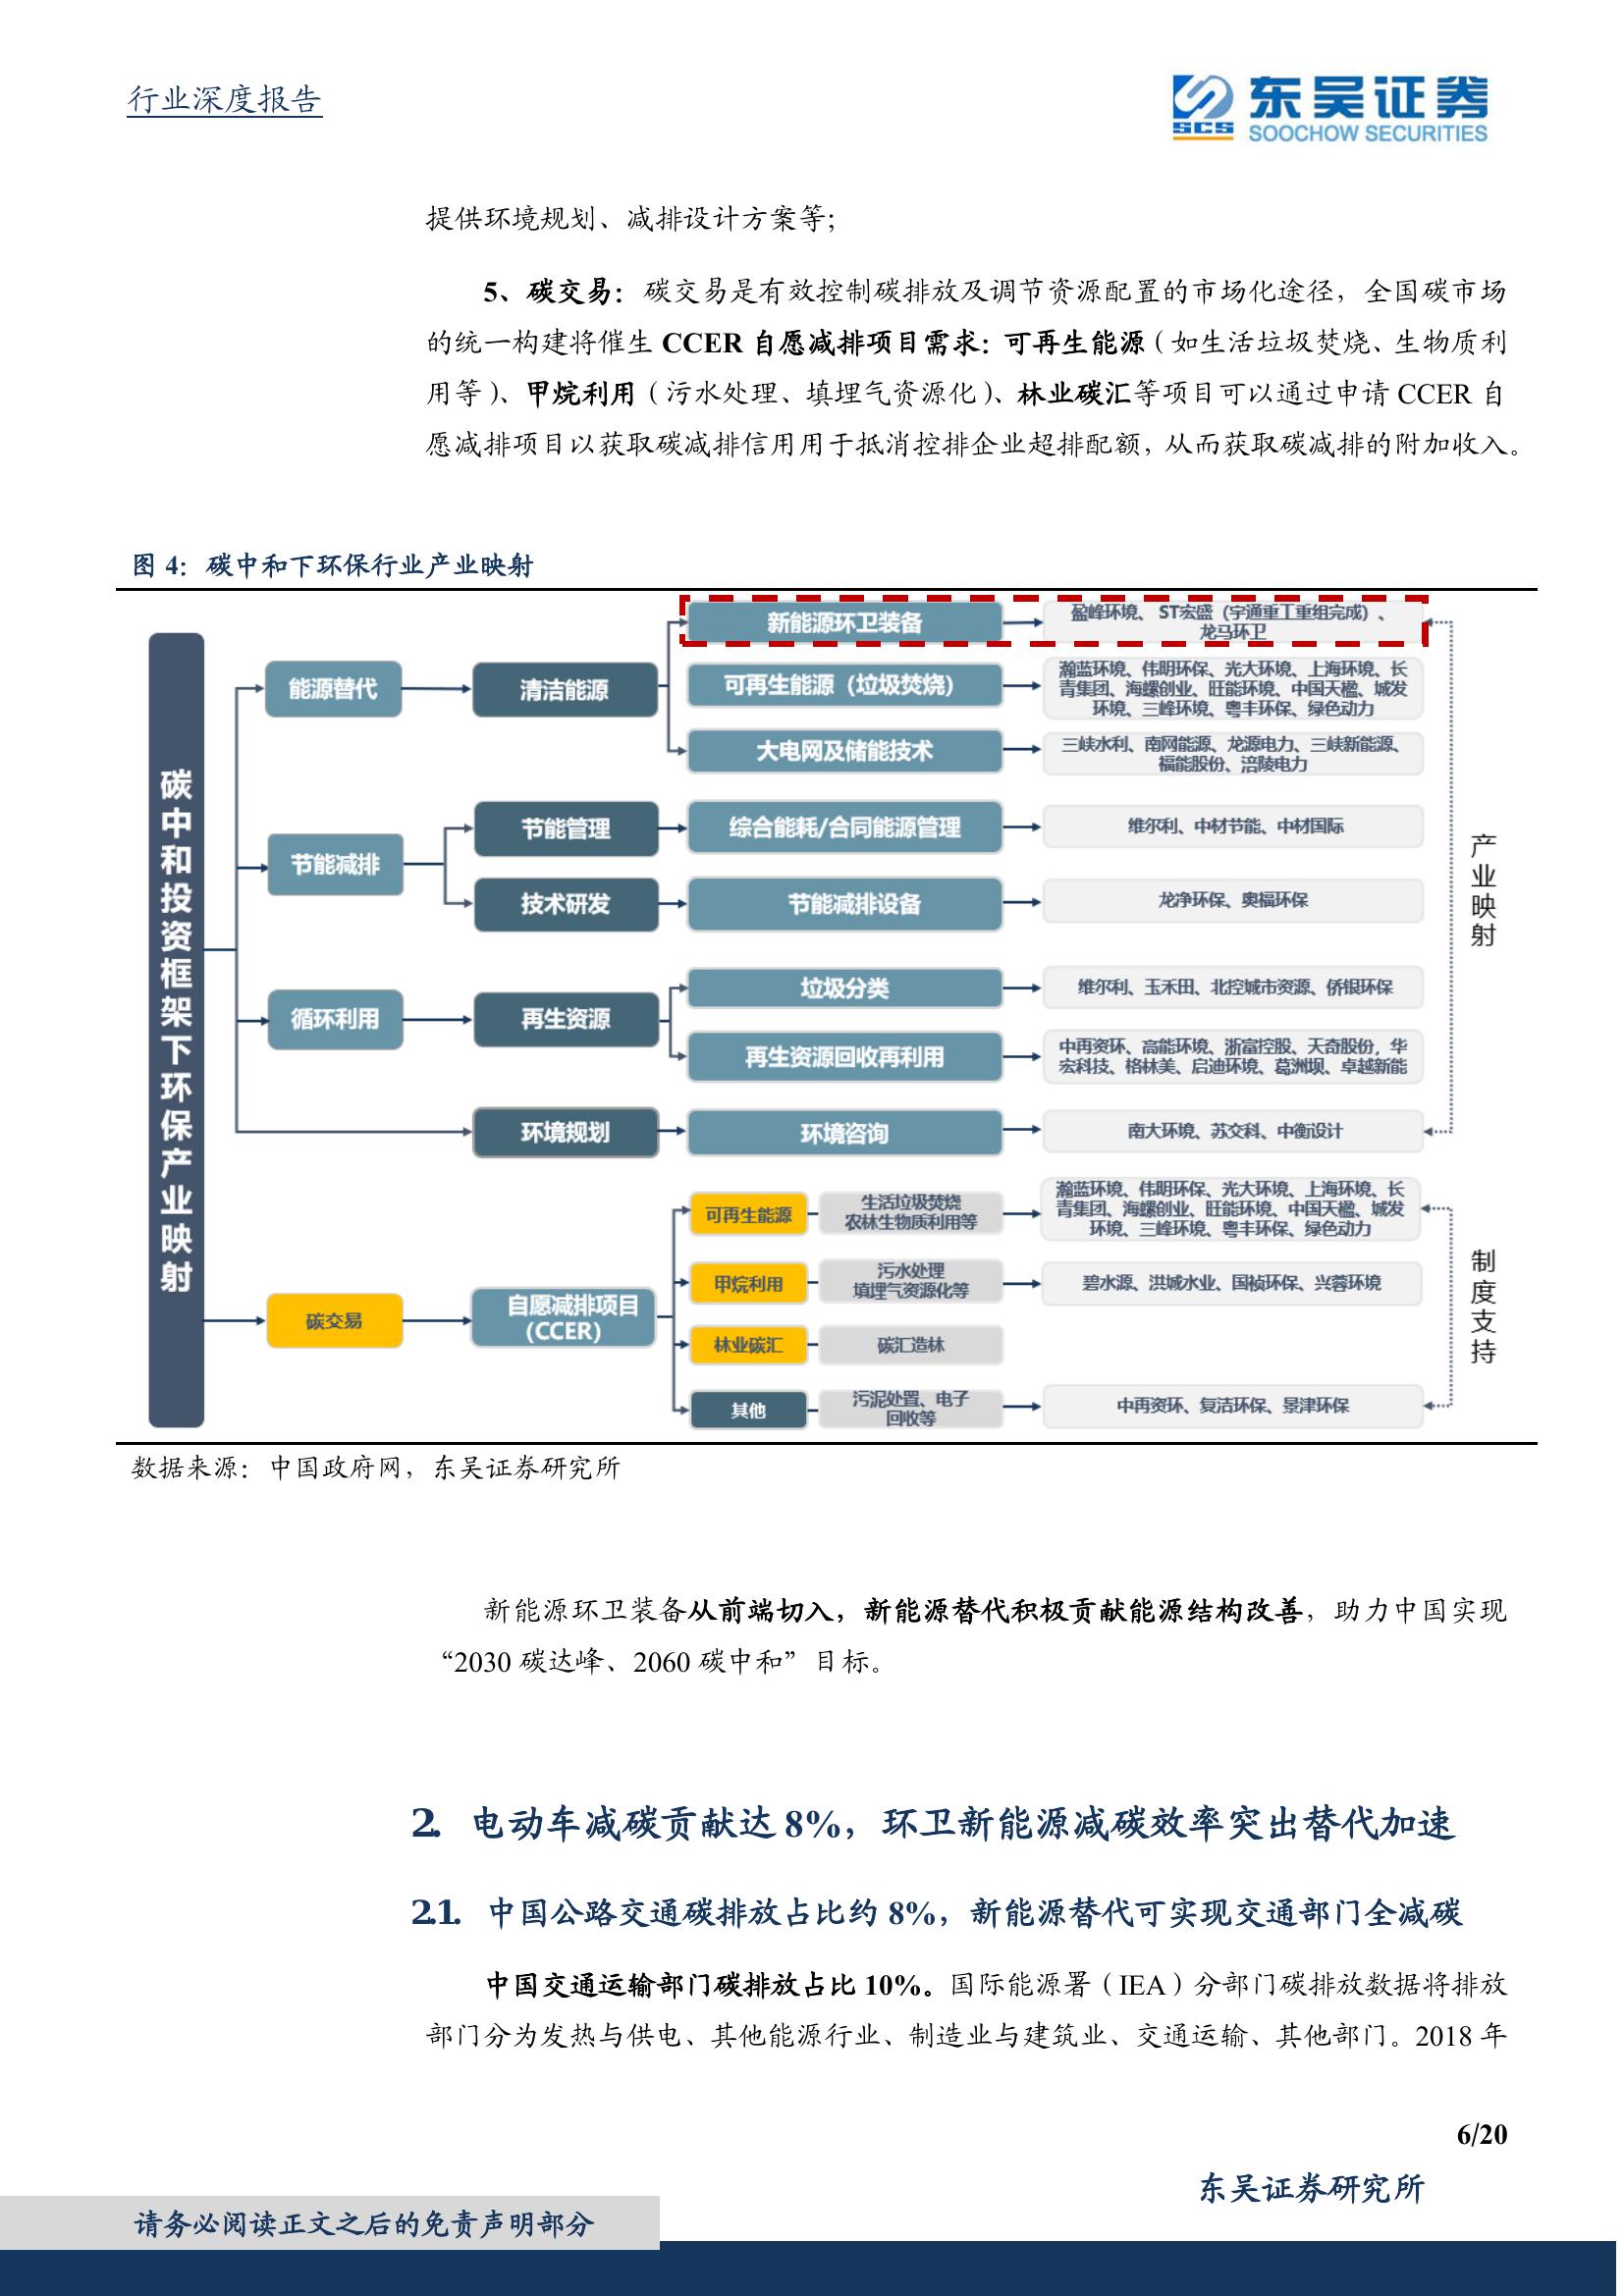 行业深度报告
SCS
东吴证券
SOOCHOW SECURITIES
提供环境规划、减排设计方案等；
5、碳交易：碳交易是有效控制碳排放及调节资源配置的市场化途径，全国碳市场
的统一构建将催生 CCER 自愿减排项目需求：可再生能源（如生活垃圾焚烧、生物质利
用等）、甲烷利用（污水处理、填埋气资源化）、林业碳汇等项目可以通过申请 CCER 自
愿减排项目以获取碳减排信用用于抵消控排企业超排配额，从而获取碳减排的附加收入。
图 4：碳中和下环保行业产业映射
碳中和投资框架下环保产业映射
能源替代
清洁能源
新能源环卫装备
盈峰环境、ST宏盛（宇通重工重组完成）、
龙马环卫
可再生能源（垃圾焚烧）
瀚蓝环境、伟明环保、光大环境、上海环境、长
青集团、海螺创业、旺能环境、中国天楹、城发
环境、三峰环境、粤丰环保、绿色动力
大电网及储能技术
三峡水利、南网能源、龙源电力、三峡新能源、
福能股份、涪陵电力
节能减排
节能管理
综合能耗/合同能源管理
维尔利、中材节能、中材国际
技术研发
节能减排设备
龙净环保、奥福环保
循环利用
再生资源
垃圾分类
维尔利、玉禾田、北控城市资源、侨银环保
再生资源回收再利用
中再资环、高能环境、浙富控股、天奇股份，华
宏科技、格林美、启迪环境、葛洲坝、卓越新能
环境规划
环境咨询
南大环境、苏交科、中衡设计
产业映射
碳交易
自愿减排项目
（CCER）
可再生能源
生活垃圾焚烧
农林生物质利用等
瀚蓝环境、伟明环保、光大环境、上海环境、长
青集团、海螺创业、旺能环境、中国天楹、城发
环境、三峰环境、粤丰环保、绿色动力
甲烷利用
污水处理
填埋气资源化等
碧水源、洪城水业、国祯环保、兴蓉环境
林业碳汇
碳汇造林
其他
污泥处置、电子
回收等
中再资环、复洁环保、景津环保
制度支持
数据来源：中国政府网，东吴证券研究所
新能源环卫装备从前端切入，新能源替代积极贡献能源结构改善，助力中国实现
“2030 碳达峰、2060 碳中和”目标。
2. 电动车减碳贡献达 8%，环卫新能源减碳效率突出替代加速
2.1. 中国公路交通碳排放占比约 8%，新能源替代可实现交通部门全减碳
中国交通运输部门碳排放占比 10%。国际能源署（IEA）分部门碳排放数据将排放
部门分为发热与供电、其他能源行业、制造业与建筑业、交通运输、其他部门。2018 年
6/20
东吴证券研究所
请务必阅读正文之后的免责声明部分